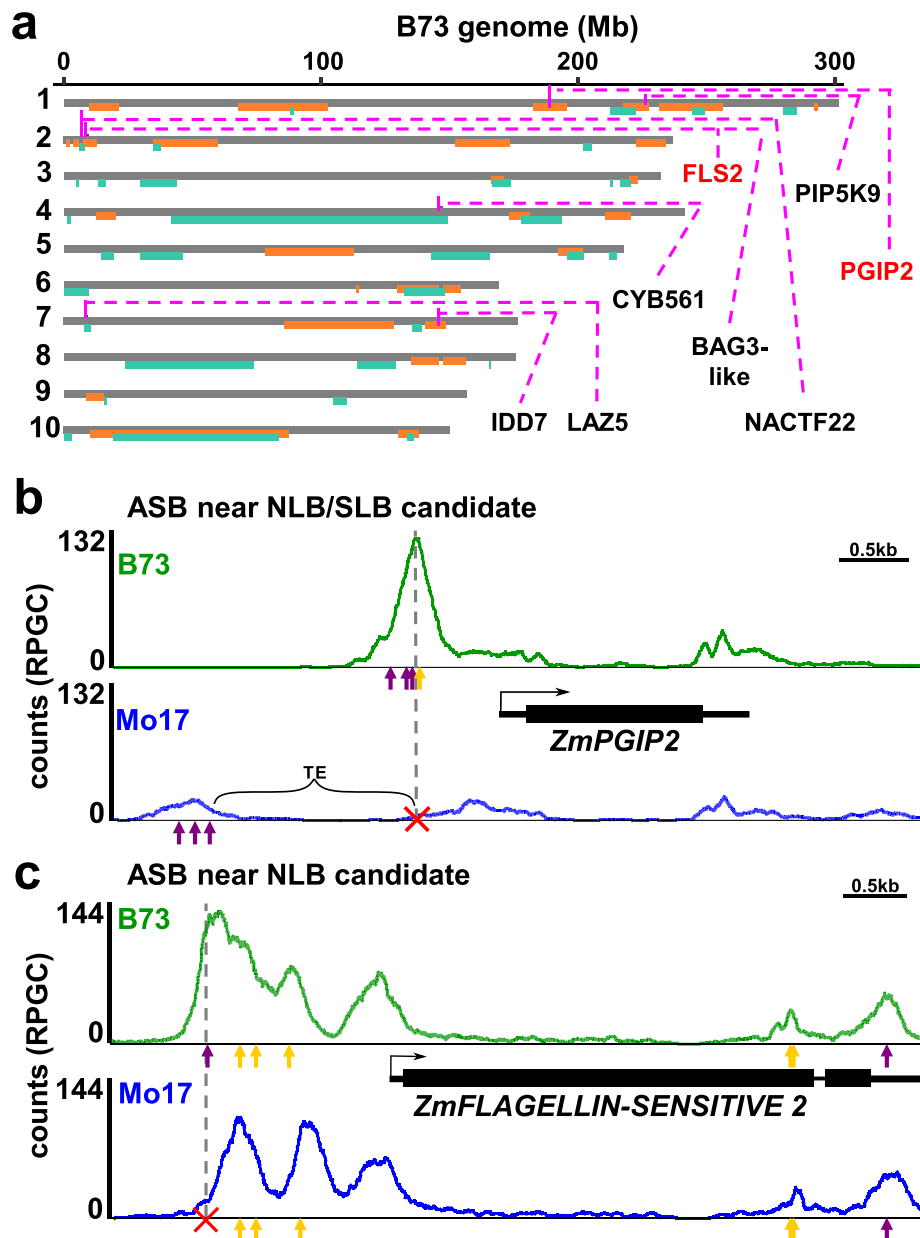 a
B73 genome (Mb)
0 100 200 300
1
2
3
4
5
6
7
8
9
10
FLS2
PIP5K9
PGIP2
CYB561
BAG3-
like
IDD7
LAZ5
NACTF22
b
ASB near NLB/SLB candidate
132
B73
0.5kb
0
counts (RPGC)
132
Mo17
ZmPGIP2
TE
0
c
ASB near NLB candidate
144
B73
0.5kb
0
counts (RPGC)
144
Mo17
ZmFLAGELLIN-SENSITIVE 2
0